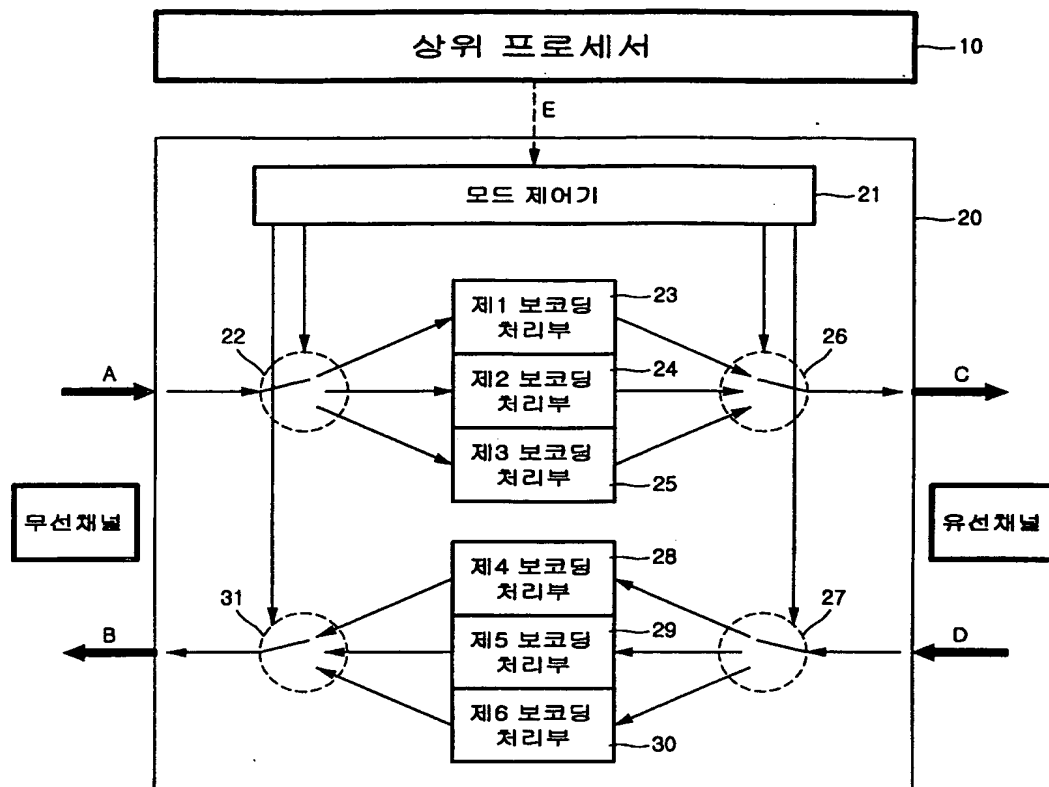 상위 프로세서
10
E
모드 제어기
21
20
제1 보코딩
처리부
23
22
26
A
제2 보코딩
처리부
24
C
제3 보코딩
처리부
25
무선채널
유선채널
제4 보코딩
처리부
28
31
27
B
제5 보코딩
처리부
29
D
제6 보코딩
처리부
30